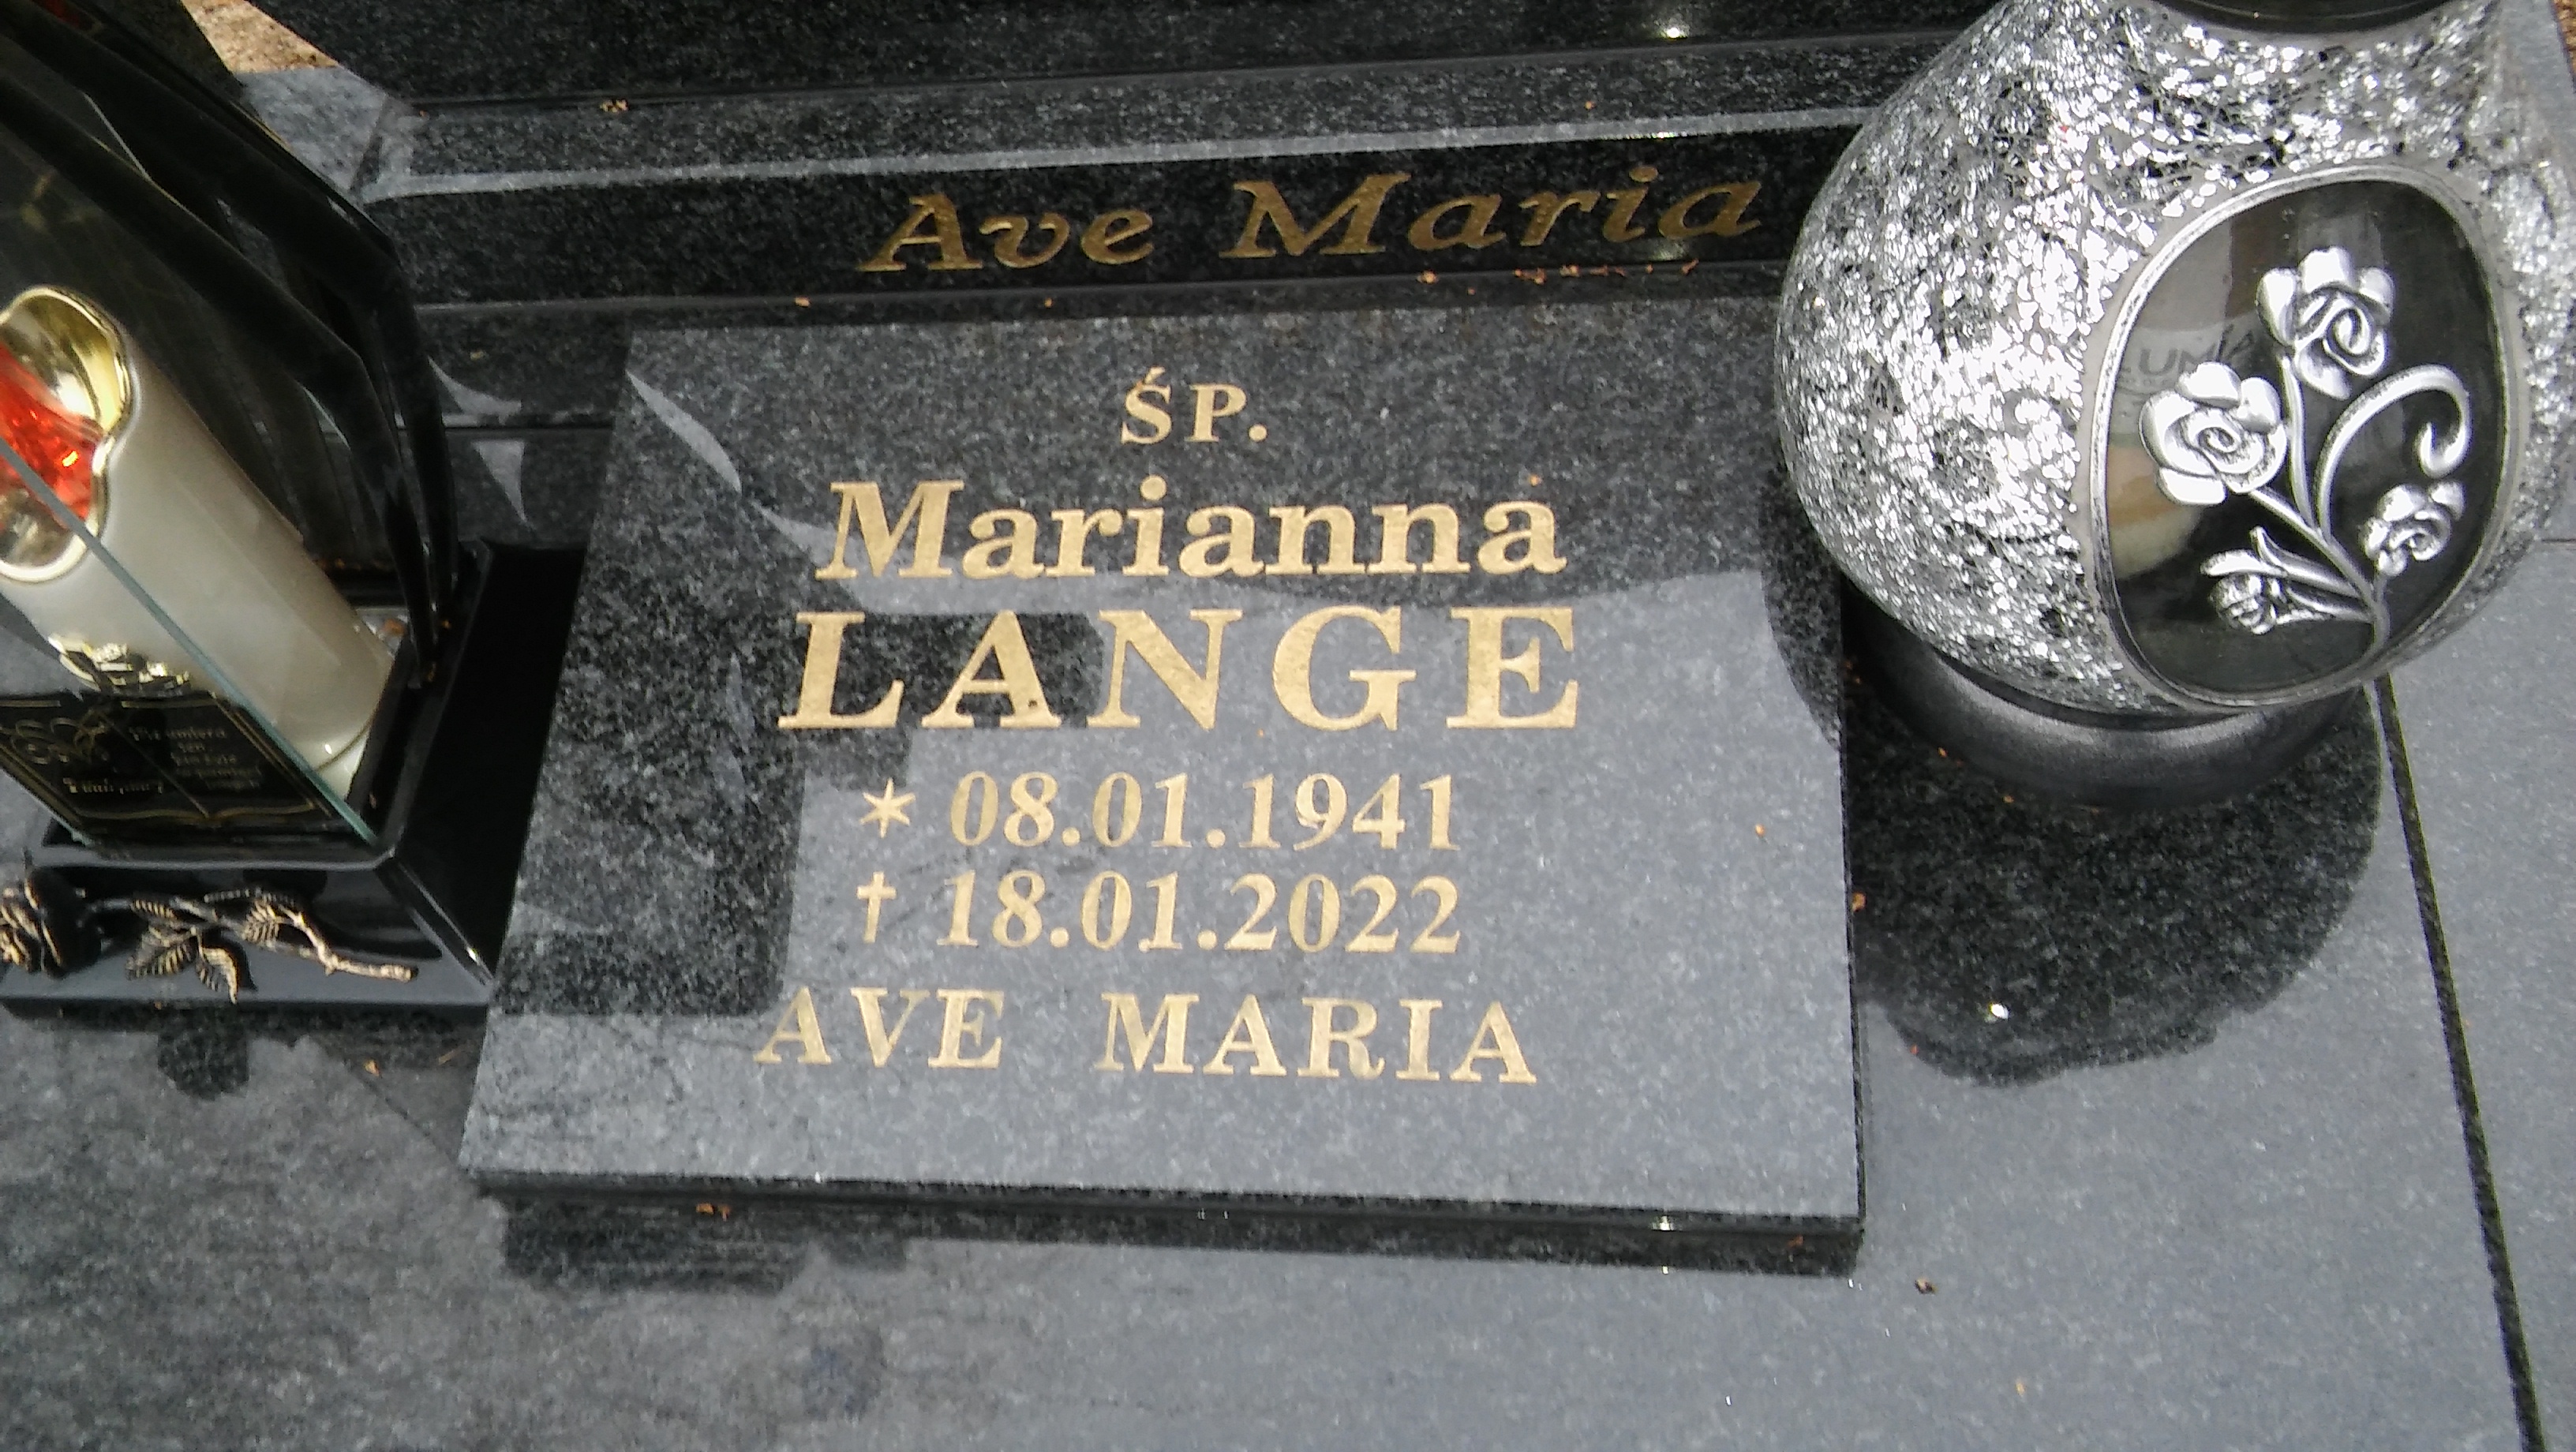 Ave Maria
ŚP.
Marianna
LANGE
✶ 08.01.1941
† 18.01.2022
AVE MARIA